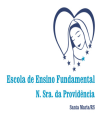 Escola de Ensino Fundamental
N. Sra. da Providência
Santa Maria/RS